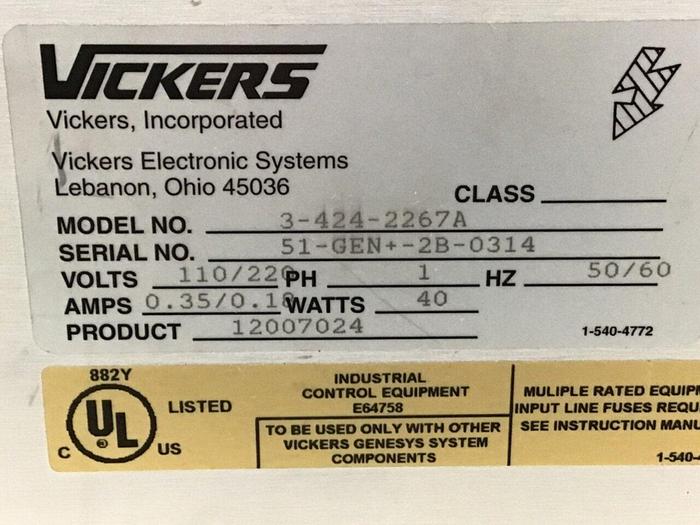 VICKERS
Vickers, Incorporated
Vickers Electronic Systems
Lebanon, Ohio 45036
CLASS
MODEL NO. 3-424-2267A
SERIAL NO. 51-GEN+-2B-0314
VOLTS 110/220 PH 1 HZ 50/60
AMPS 0.35/0.18 WATTS 40
PRODUCT 12007024 1-540-4772
882Y
UL ®
C US
LISTED
INDUSTRIAL
CONTROL EQUIPMENT
E64758
TO BE USED ONLY WITH OTHER
VICKERS GENESYS SYSTEM
COMPONENTS
MULIPLE RATED EQUIPM
INPUT LINE FUSES REQU
SEE INSTRUCTION MANU
1-540-